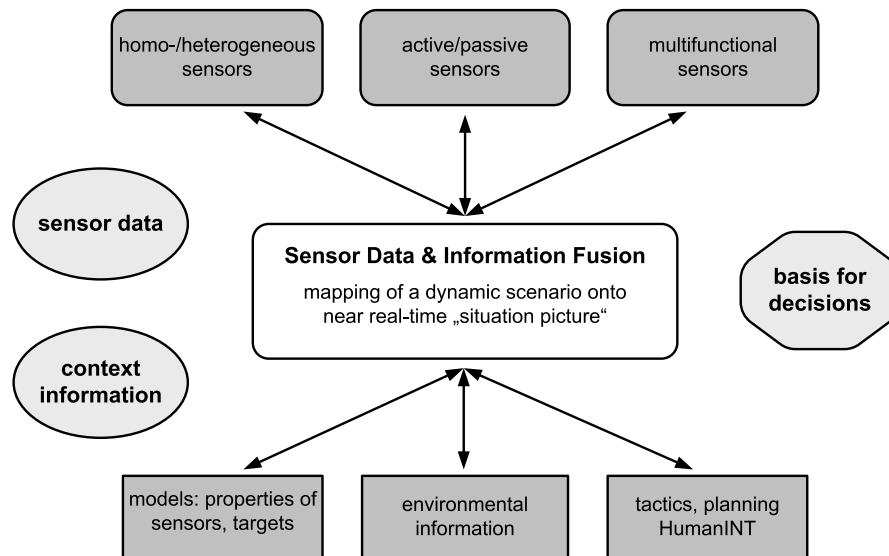 homo-/heterogeneous
sensors
active/passive
sensors
multifunctional
sensors
sensor data
Sensor Data & Information Fusion
mapping of a dynamic scenario onto
near real-time „situation picture“
basis for
decisions
context
information
models: properties of
sensors, targets
environmental
information
tactics, planning
HumanINT